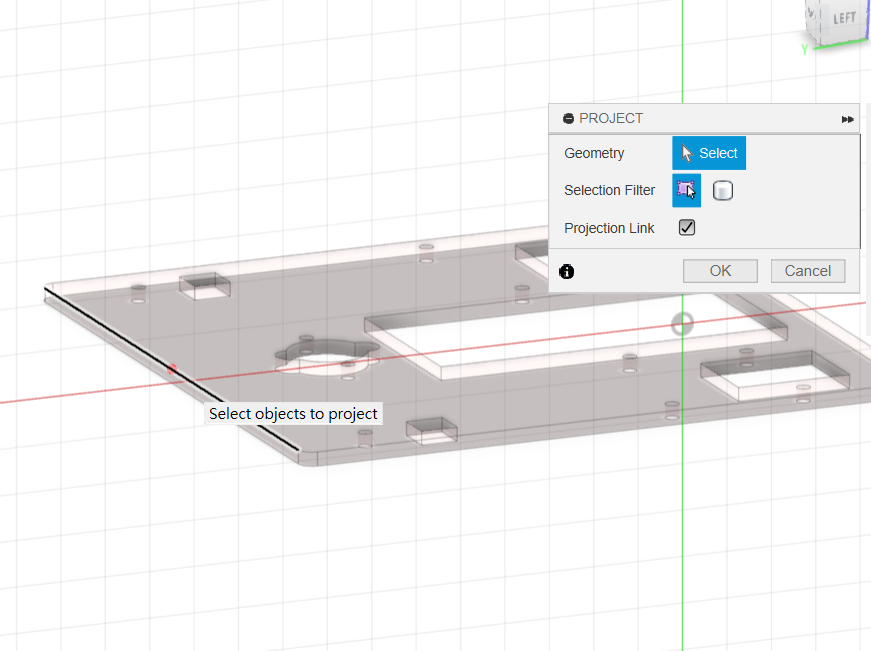 LEFT
Y
PROJECT
Geometry
Select
Selection Filter
Projection Link
OK
Cancel
Select objects to project